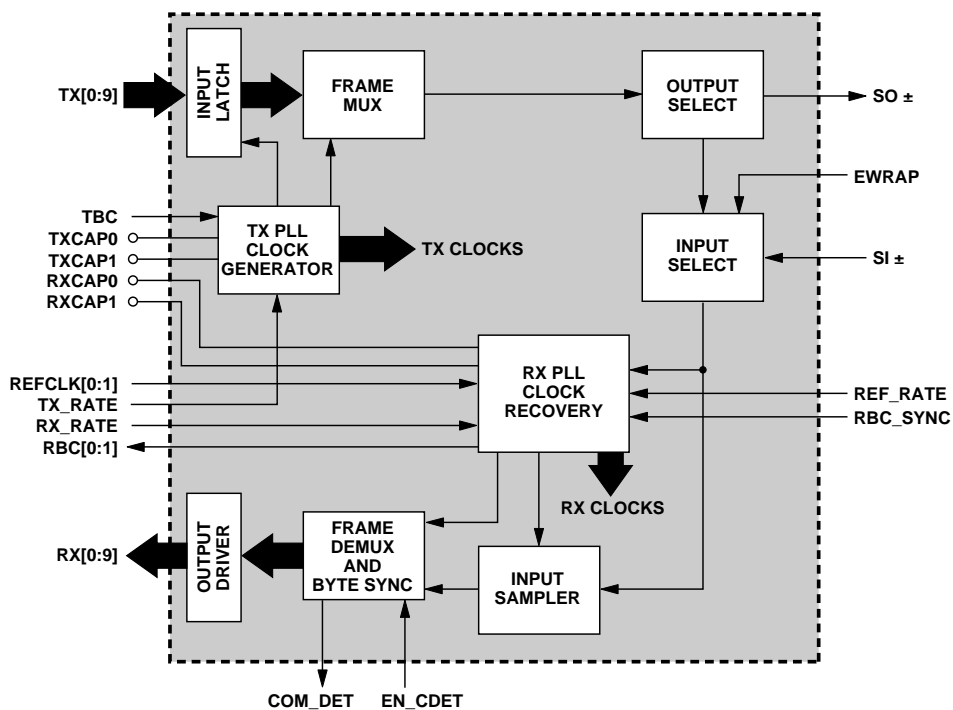 TX[0:9]
INPUT
LATCH
FRAME
MUX
OUTPUT
SELECT
SO ±
EWRAP
TBC
TXCAP0
TXCAP1
RXCAP0
RXCAP1
TX PLL
CLOCK
GENERATOR
TX CLOCKS
INPUT
SELECT
SI ±
REFCLK[0:1]
TX_RATE
RX_RATE
RBC[0:1]
RX PLL
CLOCK
RECOVERY
REF_RATE
RBC_SYNC
RX CLOCKS
RX[0:9]
OUTPUT
DRIVER
FRAME
DEMUX
AND
BYTE SYNC
INPUT
SAMPLER
COM_DET
EN_CDET